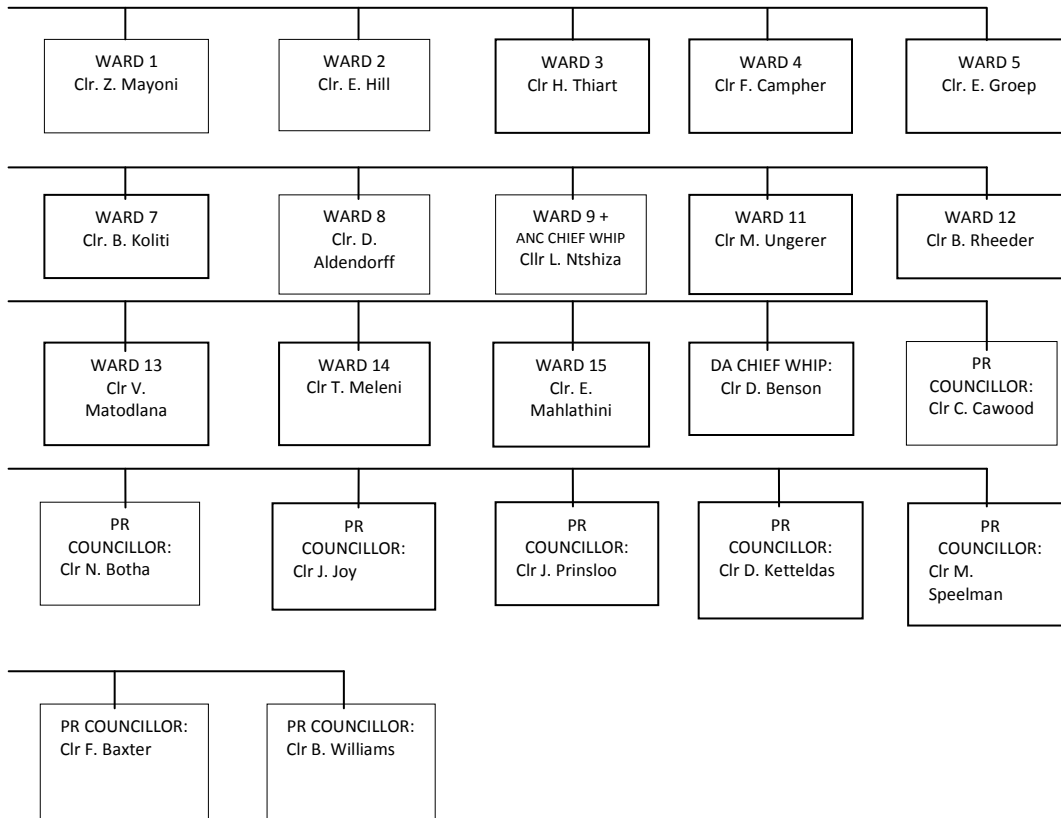 WARD 1
Clr. Z. Mayoni
WARD 2
Clr. E. Hill
WARD 3
Clr H. Thiart
WARD 4
Clr F. Campher
WARD 5
Clr. E. Groep
WARD 7
Clr. B. Koliti
WARD 8
Clr. D.
Aldendorff
WARD 9 +
ANC CHIEF WHIP
Cllr L. Ntshiza
WARD 11
Clr M. Ungerer
WARD 12
Clr B. Rheeder
WARD 13
Clr V.
Matodlana
WARD 14
Clr T. Meleni
WARD 15
Clr. E.
Mahlathini
DA CHIEF WHIP:
Clr D. Benson
PR
COUNCILLOR:
Clr C. Cawood
PR
COUNCILLOR:
Clr N. Botha
PR
COUNCILLOR:
Clr J. Joy
PR
COUNCILLOR:
Clr J. Prinsloo
PR
COUNCILLOR:
Clr D. Ketteldas
PR
COUNCILLOR:
Clr M.
Speelman
PR COUNCILLOR:
Clr F. Baxter
PR COUNCILLOR:
Clr B. Williams